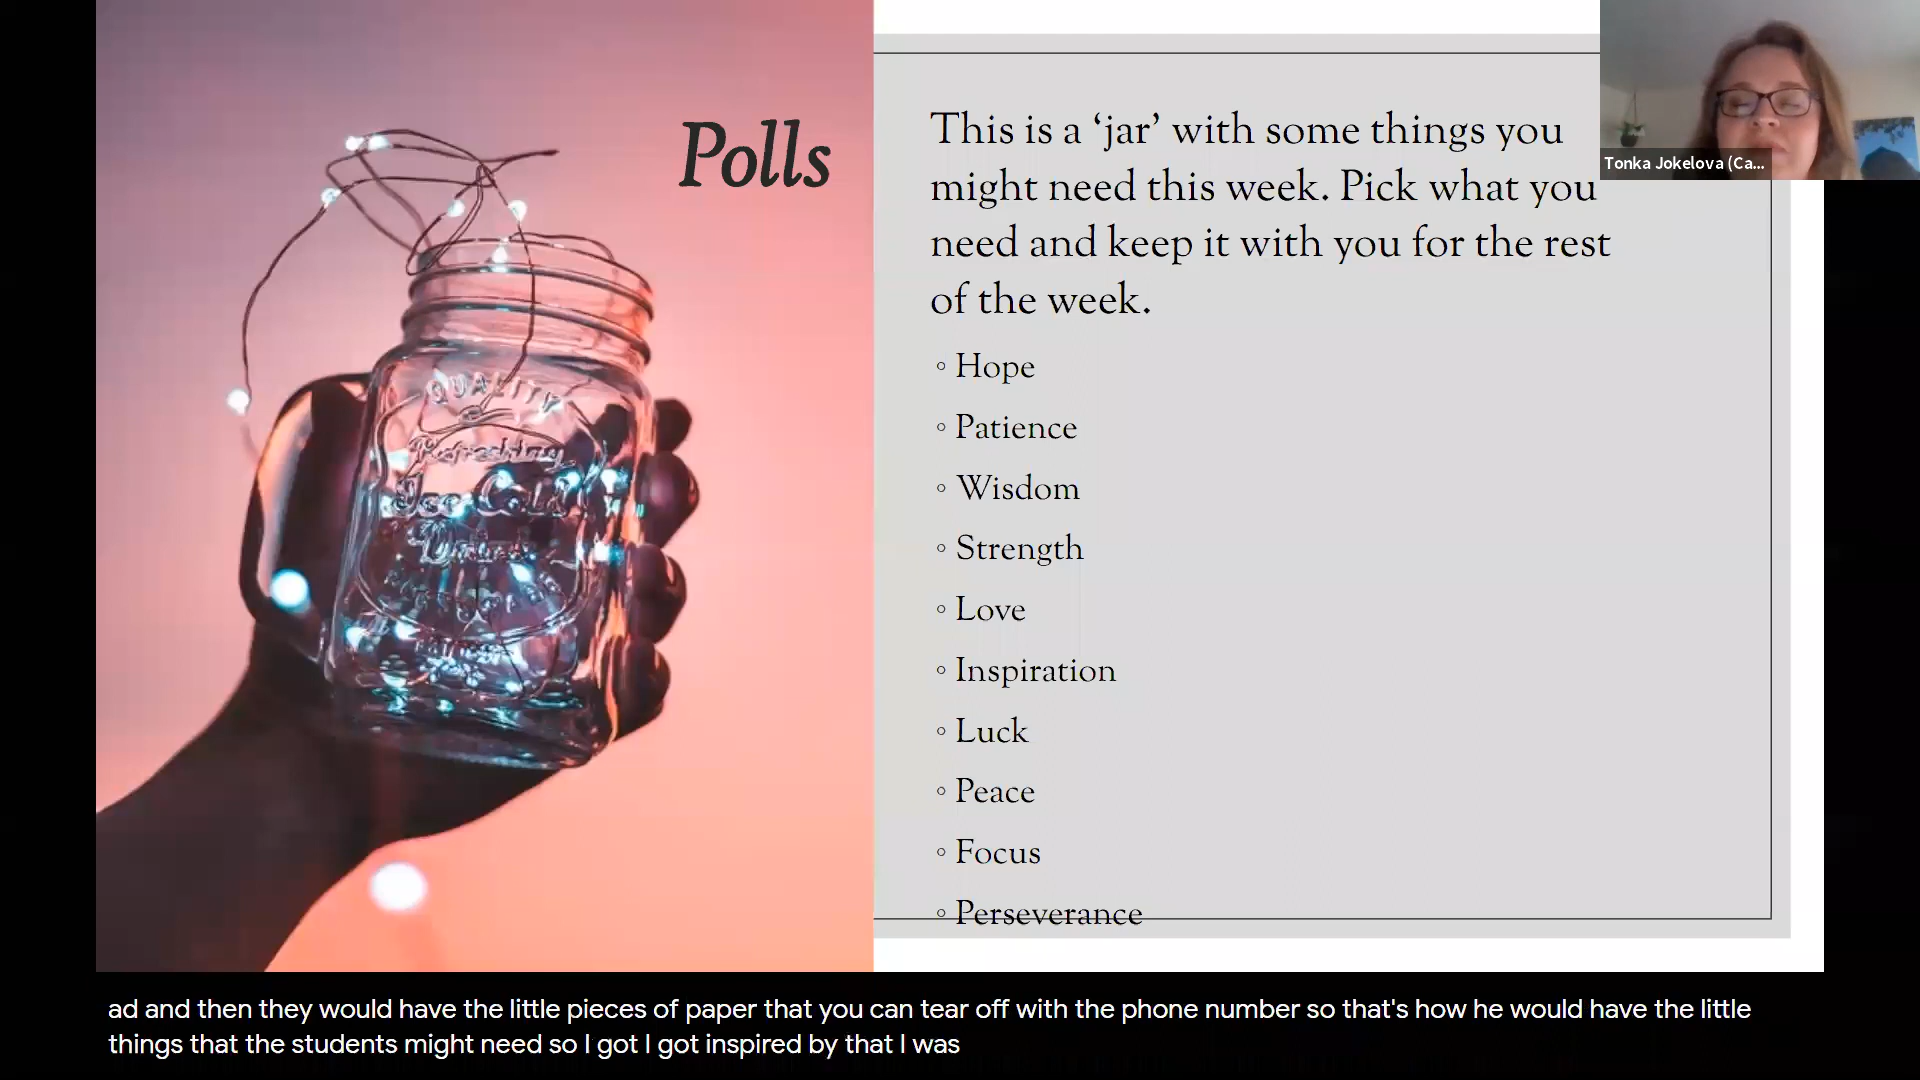 Polls
This is a ‘jar’ with some things you
might need this week. Pick what you
need and keep it with you for the rest
of the week.
◦ Hope
◦ Patience
◦ Wisdom
◦ Strength
◦ Love
◦ Inspiration
◦ Luck
◦ Peace
◦ Focus
◦ Perseverance
Tonka Jokelova (Ca...
QUALITY
Refreshing
Ice Cold
ad and then they would have the little pieces of paper that you can tear off with the phone number so that's how he would have the little
things that the students might need so I got I got inspired by that I was